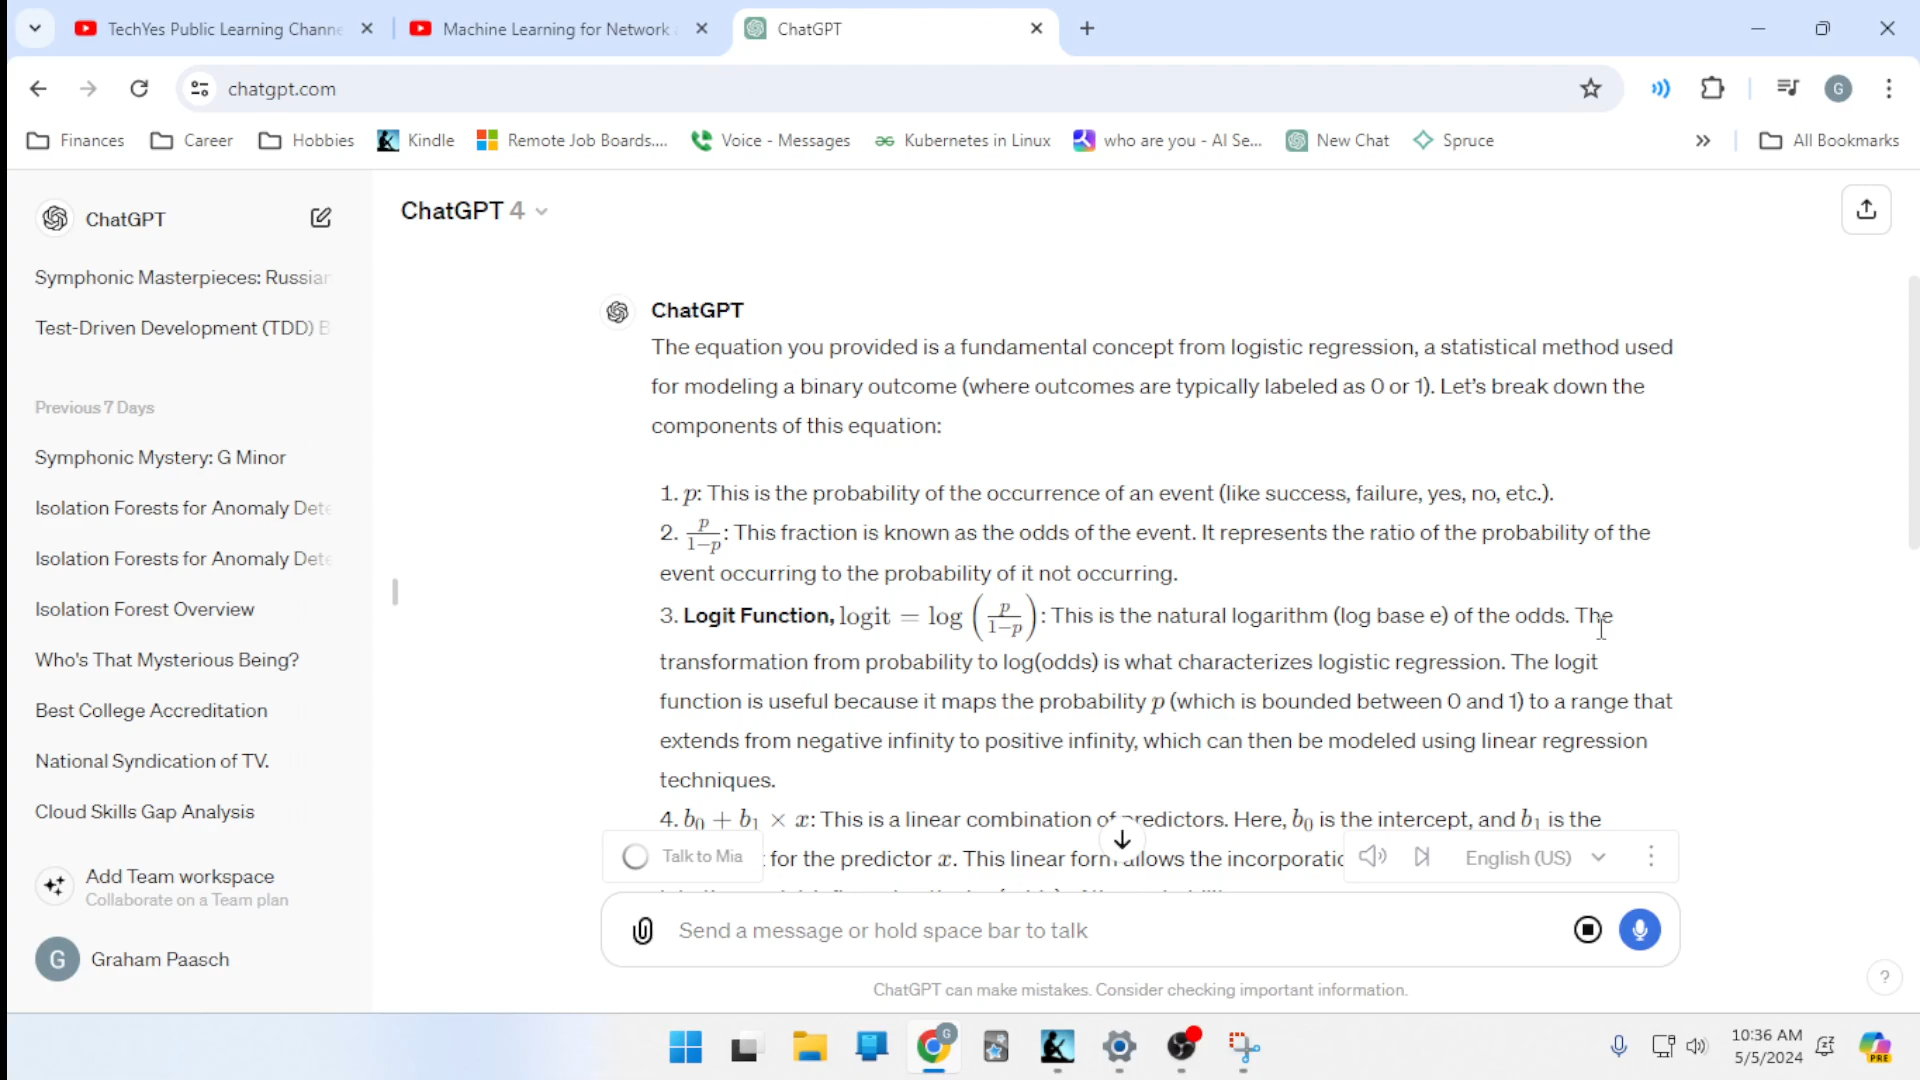 TechYes Public Learning Channe
Machine Learning for Network
ChatGPT
chatgpt.com
G
Finances
Career
Hobbies
Kindle
Remote Job Boards....
Voice - Messages
Kubernetes in Linux
who are you - AI Se...
New Chat
Spruce
All Bookmarks
ChatGPT
ChatGPT 4
Symphonic Masterpieces: Russian
Test-Driven Development (TDD) B
Previous 7 Days
Symphonic Mystery: G Minor
Isolation Forests for Anomaly Dete
Isolation Forests for Anomaly Dete
Isolation Forest Overview
Who's That Mysterious Being?
Best College Accreditation
National Syndication of TV.
Cloud Skills Gap Analysis
Add Team workspace
Collaborate on a Team plan
G Graham Paasch
ChatGPT
The equation you provided is a fundamental concept from logistic regression, a statistical method used
for modeling a binary outcome (where outcomes are typically labeled as 0 or 1). Let's break down the
components of this equation:
1. p: This is the probability of the occurrence of an event (like success, failure, yes, no, etc.).
2. p/1−p: This fraction is known as the odds of the event. It represents the ratio of the probability of the
event occurring to the probability of it not occurring.
3. Logit Function, logit = log (p/1−p): This is the natural logarithm (log base e) of the odds. The
transformation from probability to log(odds) is what characterizes logistic regression. The logit
function is useful because it maps the probability p (which is bounded between 0 and 1) to a range that
extends from negative infinity to positive infinity, which can then be modeled using linear regression
techniques.
4. b₀ + b₁ × x: This is a linear combination of predictors. Here, b₀ is the intercept, and b₁ is the
Talk to Mia
for the predictor x. This linear form allows the
English (US)
Send a message or hold space bar to talk
ChatGPT can make mistakes. Consider checking important information.
?
G
PRE
10:36 AM
5/5/2024